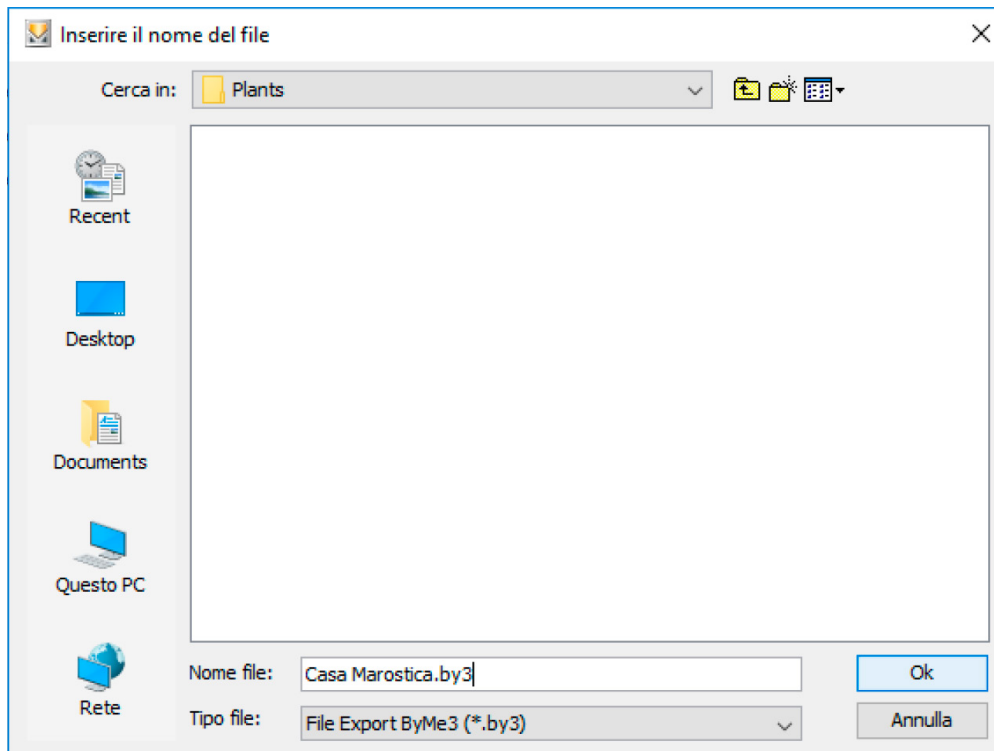 Inserire il nome del file
Cerca in: Plants
Recent
Desktop
Documents
Questo PC
Rete
Nome file: Casa Marostica.by3 Ok
Tipo file: File Export ByMe3 (*.by3) Annulla